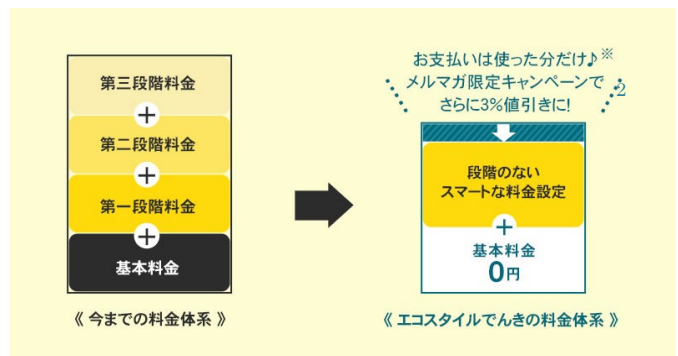 第三段階料金
+
第二段階料金
+
第一段階料金
+
基本料金
《 今までの料金体系 》
お支払いは使った分だけ♪※2
メルマガ限定キャンペーンで
さらに3%値引きに!
段階のない
スマートな料金設定
+
基本料金
0円
《 エコスタイルでんきの料金体系 》